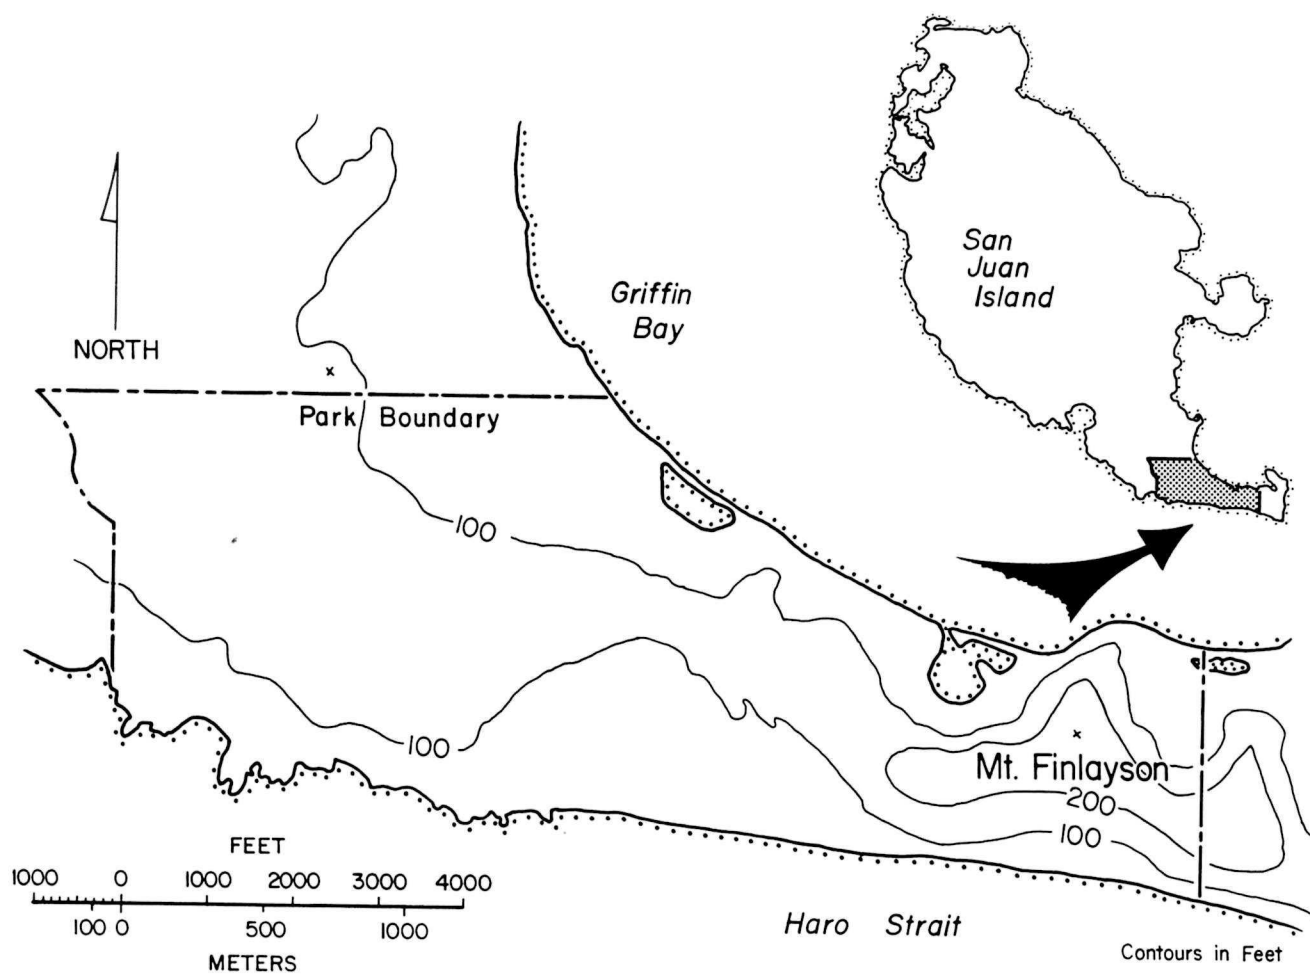 San
Juan
Island
Griffin
Bay
NORTH
Park Boundary
100
100
Mt. Finlayson
200
100
FEET
1000 0 1000 2000 3000 4000
100 0 500 1000
METERS
Haro Strait
Contours in Feet